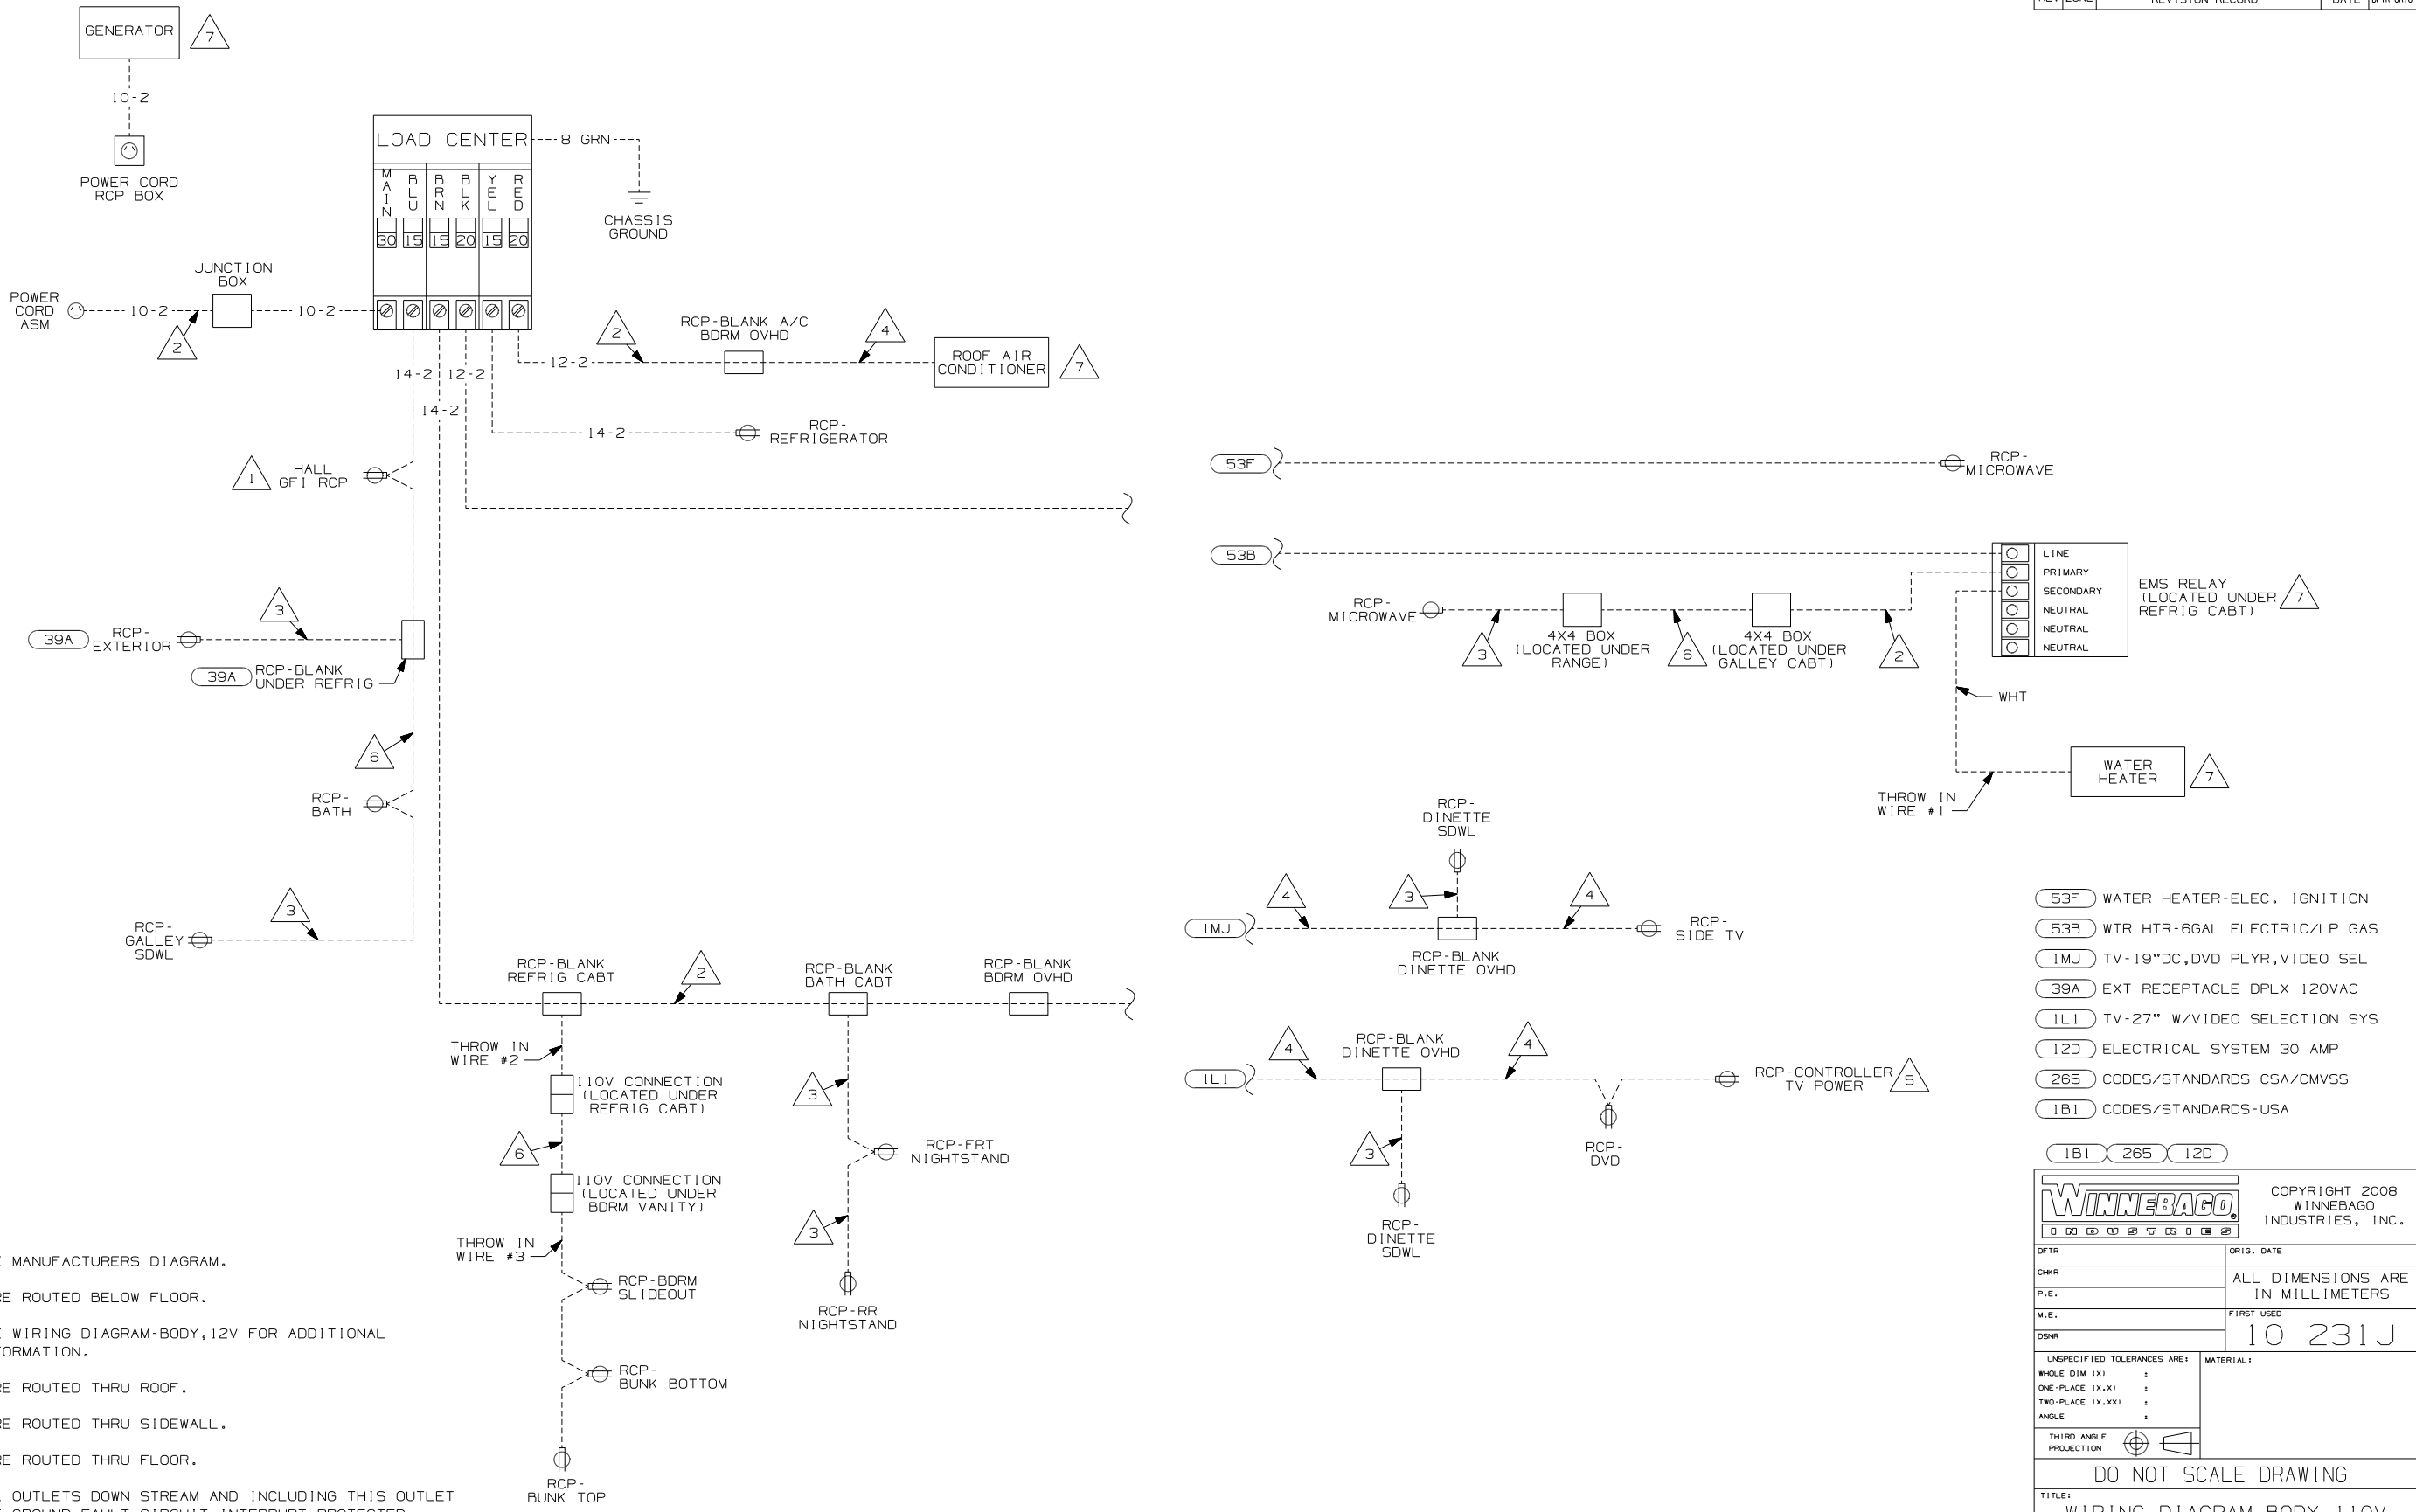 REV ZONE REVISION RECORD DATE
GENERATOR
7
10-2
POWER CORD
RCP BOX
LOAD CENTER
8 GRN
CHASSIS
GROUND
MAIN
BLU
BRN
BLK
YEL
RED
30
15
15
20
15
20
JUNCTION
BOX
POWER
CORD
ASM
10-2
10-2
2
2
RCP-BLANK A/C
BDRM OVHD
4
12-2
ROOF AIR
CONDITIONER
7
14-2
12-2
14-2
14-2
RCP-
REFRIGERATOR
1
HALL
GFI RCP
53F
RCP-
MICROWAVE
53B
LINE
PRIMARY
SECONDARY
NEUTRAL
NEUTRAL
NEUTRAL
EMS RELAY
(LOCATED UNDER
REFRIG CABT)
7
RCP-
MICROWAVE
3
4X4 BOX
(LOCATED UNDER
RANGE)
6
4X4 BOX
(LOCATED UNDER
GALLEY CABT)
2
WHT
WATER
HEATER
7
THROW IN
WIRE #1
3
39A
RCP-
EXTERIOR
39A
RCP-BLANK
UNDER REFRIG
6
RCP-
BATH
3
RCP-
GALLEY
SDWL
RCP-BLANK
REFRIG CABT
2
RCP-BLANK
BATH CABT
RCP-BLANK
BDRM OVHD
THROW IN
WIRE #2
110V CONNECTION
(LOCATED UNDER
REFRIG CABT)
6
110V CONNECTION
(LOCATED UNDER
BDRM VANITY)
THROW IN
WIRE #3
RCP-BDRM
SLIDEOUT
RCP-
BUNK BOTTOM
RCP-
BUNK TOP
3
RCP-FRT
NIGHTSTAND
3
RCP-RR
NIGHTSTAND
RCP-
DINETTE
SDWL
4
3
4
1MJ
RCP-
SIDE TV
RCP-BLANK
DINETTE OVHD
RCP-BLANK
DINETTE OVHD
4
4
1L1
RCP-CONTROLLER
TV POWER
5
3
RCP-
DVD
RCP-
DINETTE
SDWL
53F WATER HEATER-ELEC. IGNITION
53B WTR HTR-6GAL ELECTRIC/LP GAS
1MJ TV-19"DC,DVD PLYR,VIDEO SEL
39A EXT RECEPTACLE DPLX 120VAC
1L1 TV-27" W/VIDEO SELECTION SYS
12D ELECTRICAL SYSTEM 30 AMP
265 CODES/STANDARDS-CSA/CMVSS
1B1 CODES/STANDARDS-USA
1B1 265 12D
WINNEBAGO
INDUSTRIES
COPYRIGHT 2008
WINNEBAGO
INDUSTRIES, INC.
DFTR
ORIG. DATE
CHKR
P.E.
ALL DIMENSIONS ARE
IN MILLIMETERS
M.E.
DSNR
FIRST USED
10 231J
UNSPECIFIED TOLERANCES ARE:
WHOLE DIM (X) ±
ONE-PLACE (X.X) ±
TWO-PLACE (X.XX) ±
ANGLE ±
MATERIAL:
THIRD ANGLE
PROJECTION
DO NOT SCALE DRAWING
TITLE:
WIRING DIAGRAM-BODY, 110V
MANUFACTURERS DIAGRAM.
ROUTED BELOW FLOOR.
WIRING DIAGRAM-BODY,12V FOR ADDITIONAL
ROUTED THRU ROOF.
ROUTED THRU SIDEWALL.
ROUTED THRU FLOOR.
OUTLETS DOWN STREAM AND INCLUDING THIS OUTLET
GROUND FAULT CIRCUIT INTERRUPT PROTECTED